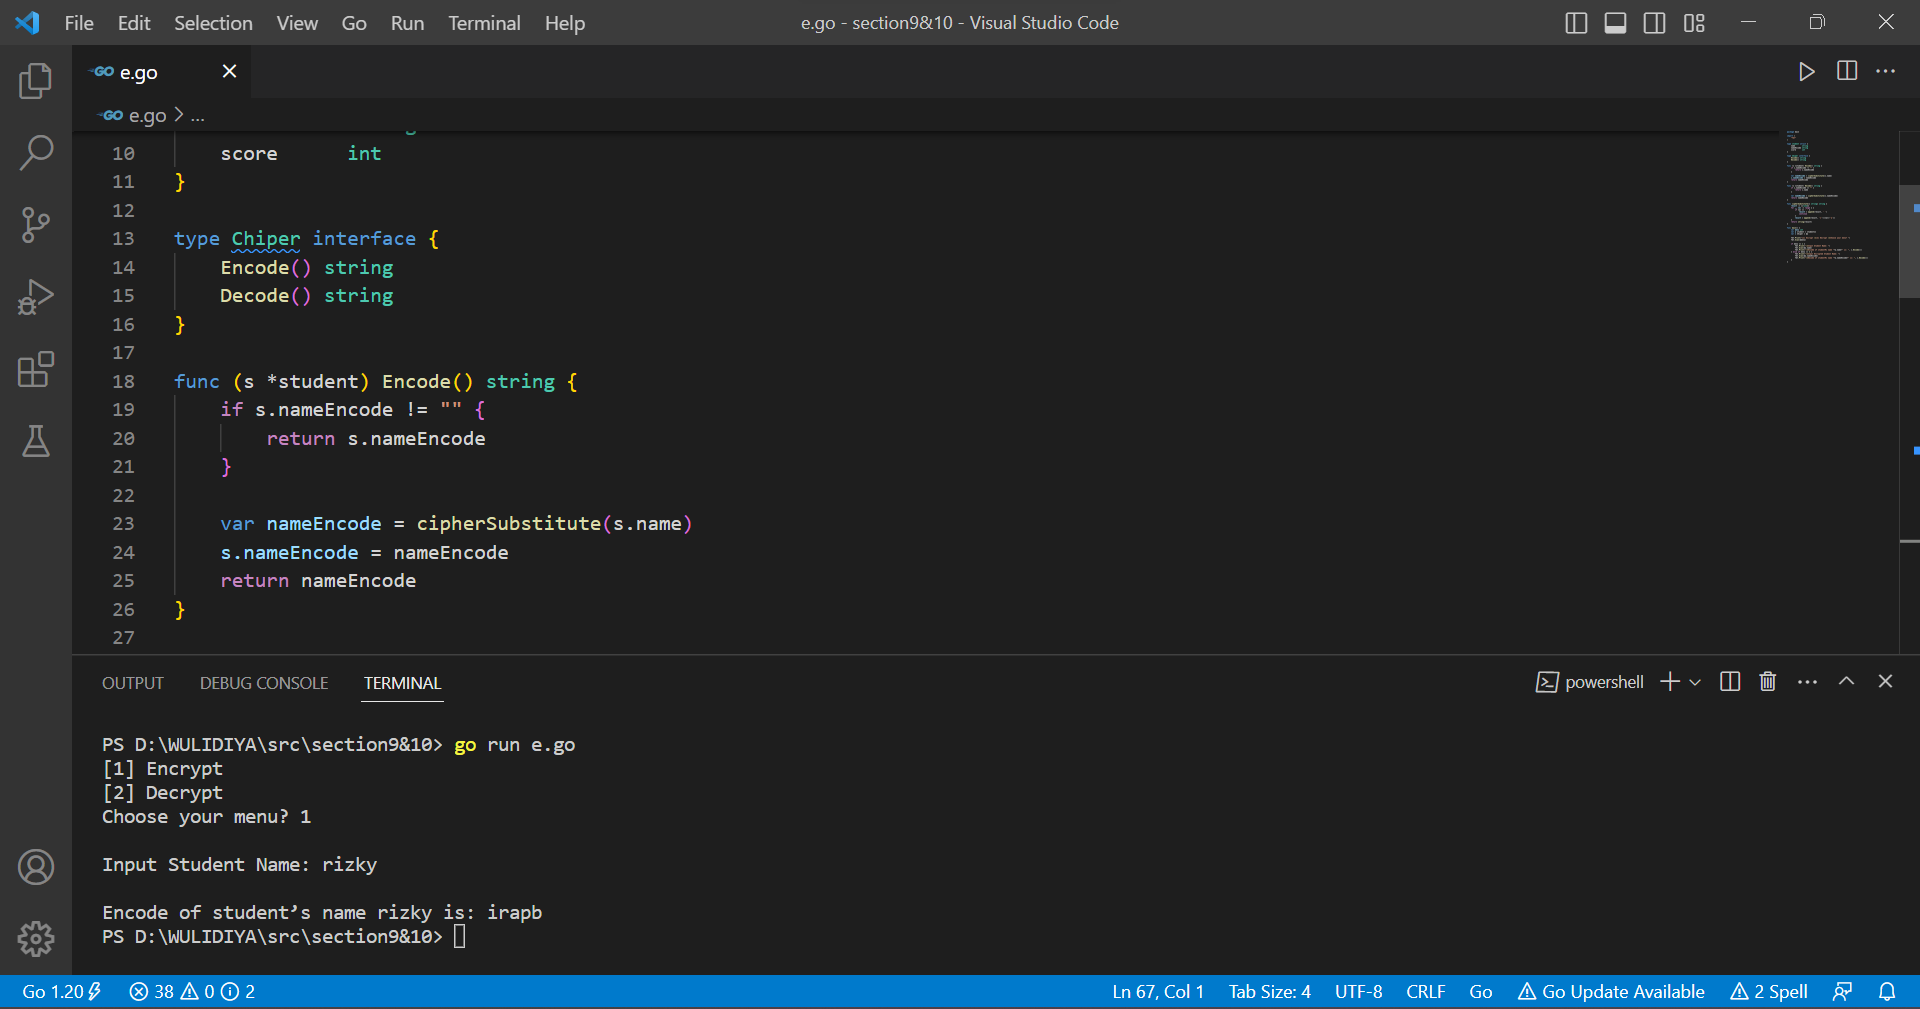 File Edit Selection View Go Run Terminal Help e.go - section9&10 - Visual Studio Code
GO e.go
GO e.go > ...
10 score int
11 }
12
13 type Chiper interface {
14 Encode() string
15 Decode() string
16 }
17
18 func (s *student) Encode() string {
19 if s.nameEncode != "" {
20 return s.nameEncode
21 }
22
23 var nameEncode = cipherSubstitute(s.name)
24 s.nameEncode = nameEncode
25 return nameEncode
26 }
27
OUTPUT DEBUG CONSOLE TERMINAL powershell
PS D:\WULIDIYA\src\section9&10> go run e.go
[1] Encrypt
[2] Decrypt
Choose your menu? 1
Input Student Name: rizky
Encode of student’s name rizky is: irapb
PS D:\WULIDIYA\src\section9&10>
Go 1.20 38 0 2 Ln 67, Col 1 Tab Size: 4 UTF-8 CRLF Go Go Update Available 2 Spell